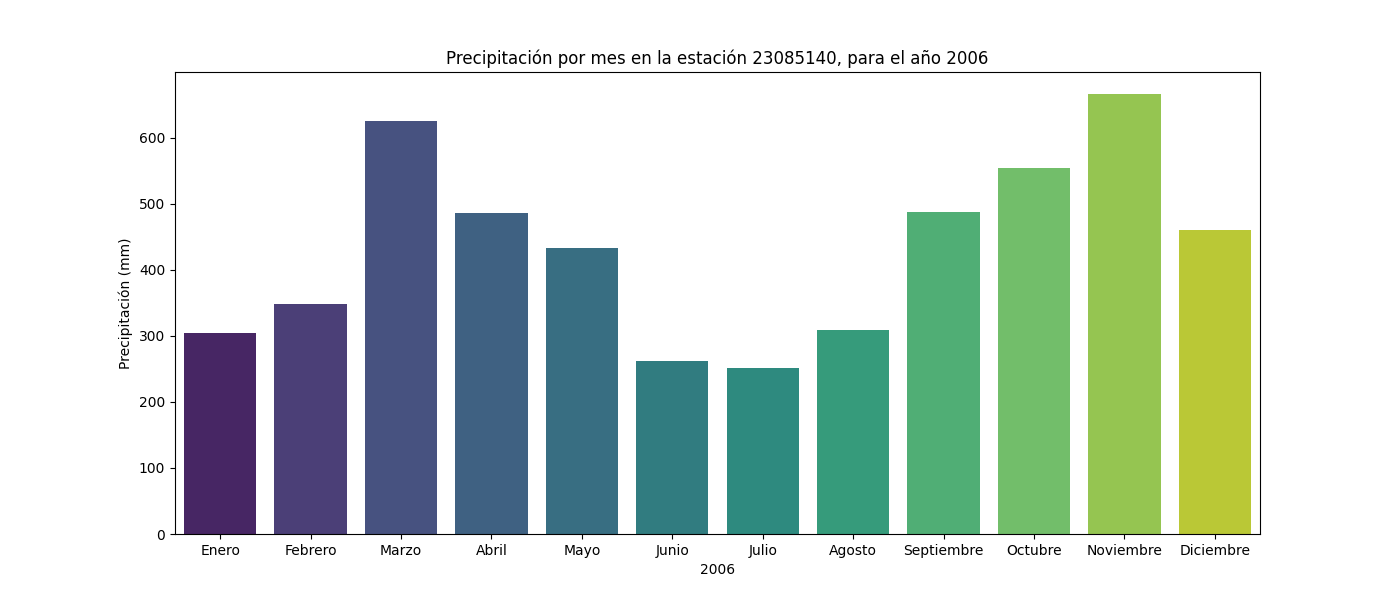 Precipitación por mes en la estación 23085140, para el año 2006
Precipitación (mm)
600
500
400
300
200
100
0
Enero Febrero Marzo Abril Mayo Junio Julio Agosto Septiembre Octubre Noviembre Diciembre
2006